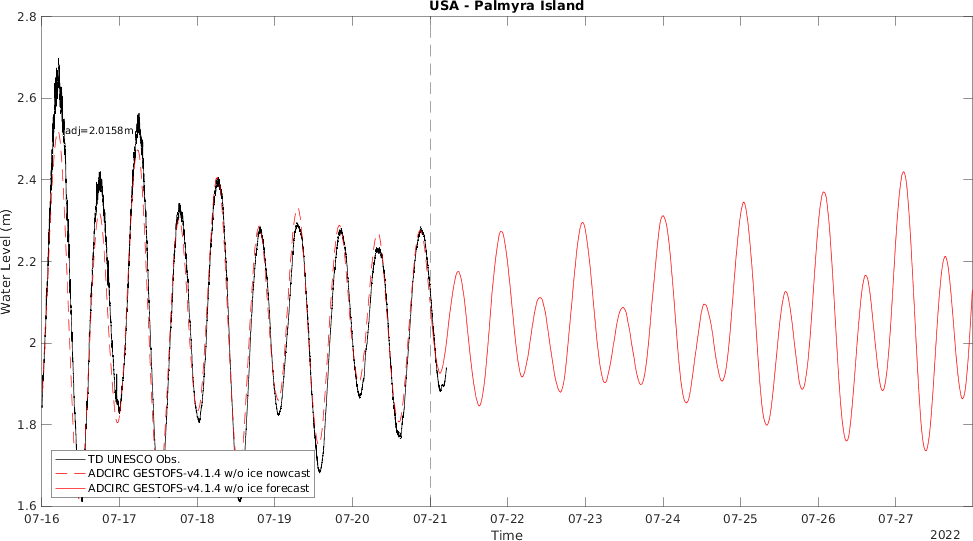 USA - Palmyra Island
2.8
2.6
2.4
2.2
2
1.8
1.6
Water Level (m)
adj=2.0158m
TD UNESCO Obs.
ADCIRC GESTOFS-v4.1.4 w/o ice nowcast
ADCIRC GESTOFS-v4.1.4 w/o ice forecast
07-16 07-17 07-18 07-19 07-20 07-21 07-22 07-23 07-24 07-25 07-26 07-27
Time
2022